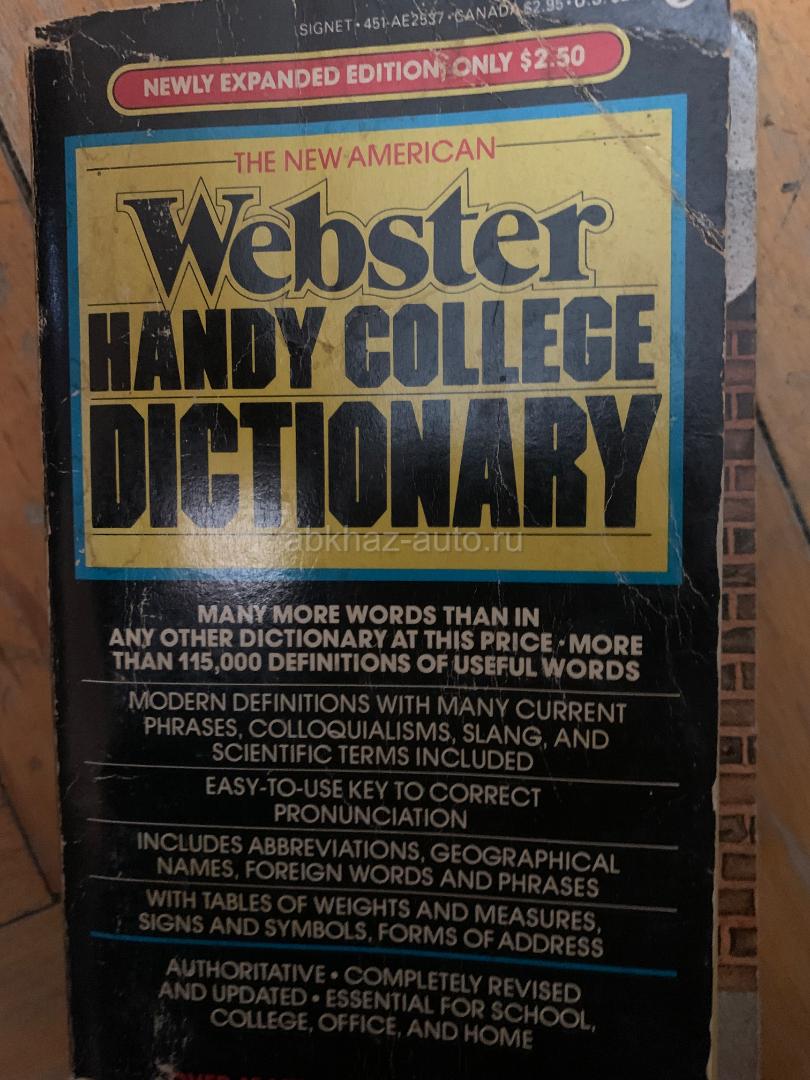 SIGNET • 451-AE2537 • CANADA $2.95 • U.S.
NEWLY EXPANDED EDITION, ONLY $2.50
THE NEW AMERICAN
Webster
HANDY COLLEGE
DICTIONARY
abkhaz-auto.ru
MANY MORE WORDS THAN IN
ANY OTHER DICTIONARY AT THIS PRICE • MORE
THAN 115,000 DEFINITIONS OF USEFUL WORDS
MODERN DEFINITIONS WITH MANY CURRENT
PHRASES, COLLOQUIALISMS, SLANG, AND
SCIENTIFIC TERMS INCLUDED
EASY-TO-USE KEY TO CORRECT
PRONUNCIATION
INCLUDES ABBREVIATIONS, GEOGRAPHICAL
NAMES, FOREIGN WORDS AND PHRASES
WITH TABLES OF WEIGHTS AND MEASURES,
SIGNS AND SYMBOLS, FORMS OF ADDRESS
AUTHORITATIVE • COMPLETELY REVISED
AND UPDATED • ESSENTIAL FOR SCHOOL,
COLLEGE, OFFICE, AND HOME